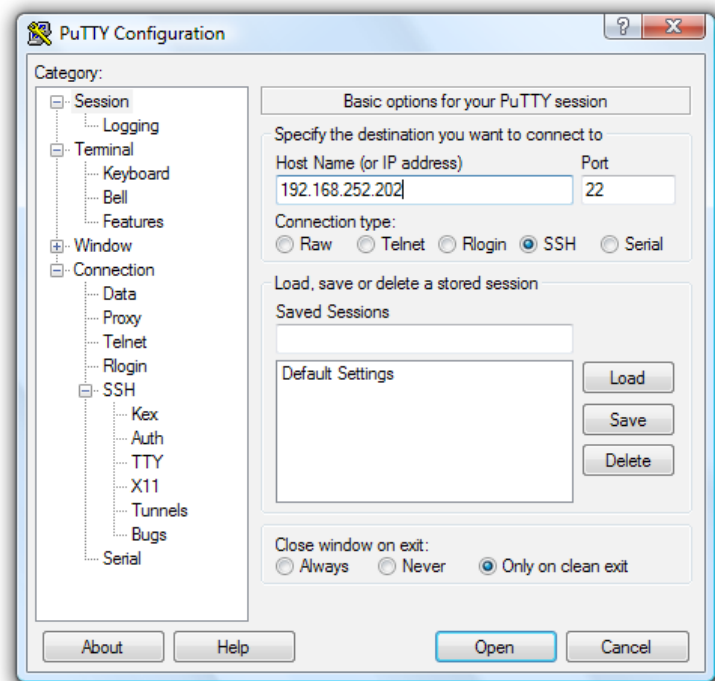 PuTTY Configuration
?
X
Category:
Session
Logging
Terminal
Keyboard
Bell
Features
Window
Connection
Data
Proxy
Telnet
Rlogin
SSH
Kex
Auth
TTY
X11
Tunnels
Bugs
Serial
Basic options for your PuTTY session
Specify the destination you want to connect to
Host Name (or IP address) Port
192.168.252.202 22
Connection type:
Raw Telnet Rlogin SSH Serial
Load, save or delete a stored session
Saved Sessions
Default Settings
Load
Save
Delete
Close window on exit:
Always Never Only on clean exit
About Help Open Cancel